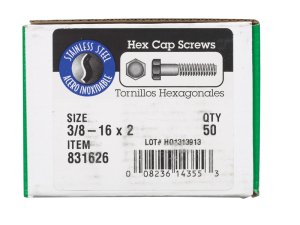 STAINLESS STEEL
ACERO INOXIDABLE
Hex Cap Screws
Tornillos Hexagonales
SIZE QTY
3/8-16 x 2 50
LOT# H01313913
ITEM
831626
0 08236 14355 3